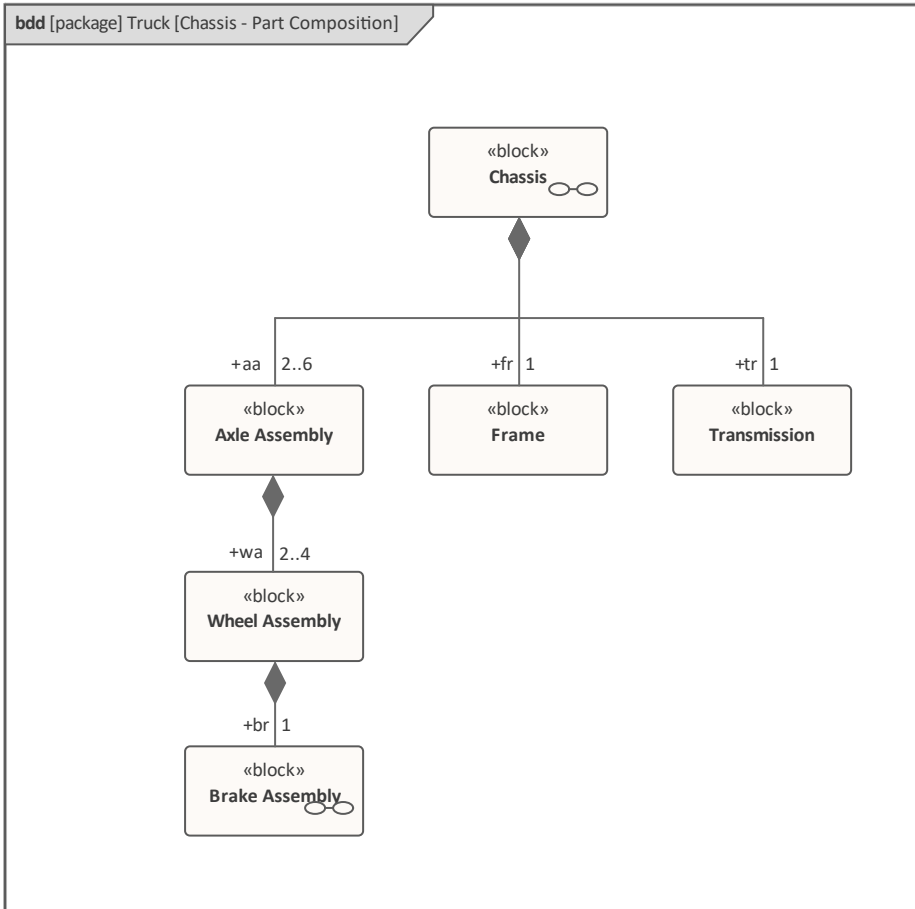 bdd [package] Truck [Chassis - Part Composition]
«block»
Chassis
+aa 2..6
+fr 1
+tr 1
«block»
Axle Assembly
«block»
Frame
«block»
Transmission
+wa 2..4
«block»
Wheel Assembly
+br 1
«block»
Brake Assembly